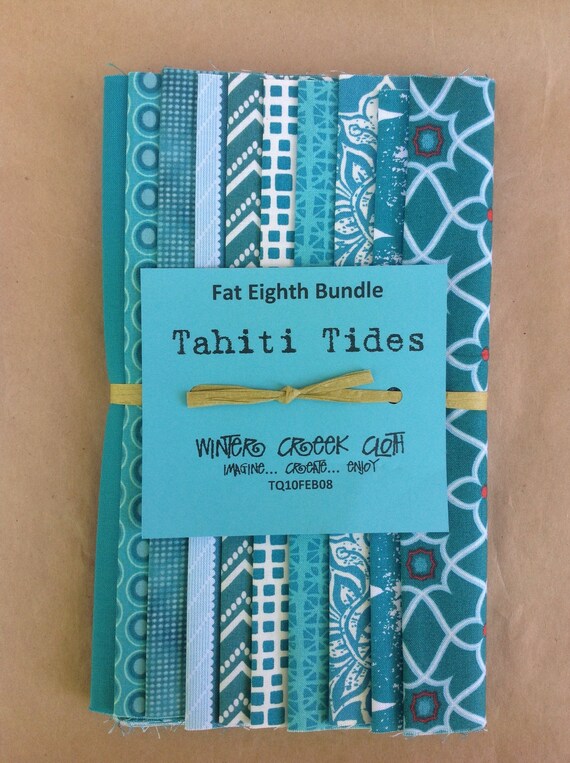 Fat Eighth Bundle
Tahiti Tides
WINTER CREEK CLOTH
IMAGINE... CREATE... ENJOY
TQ10FEB08